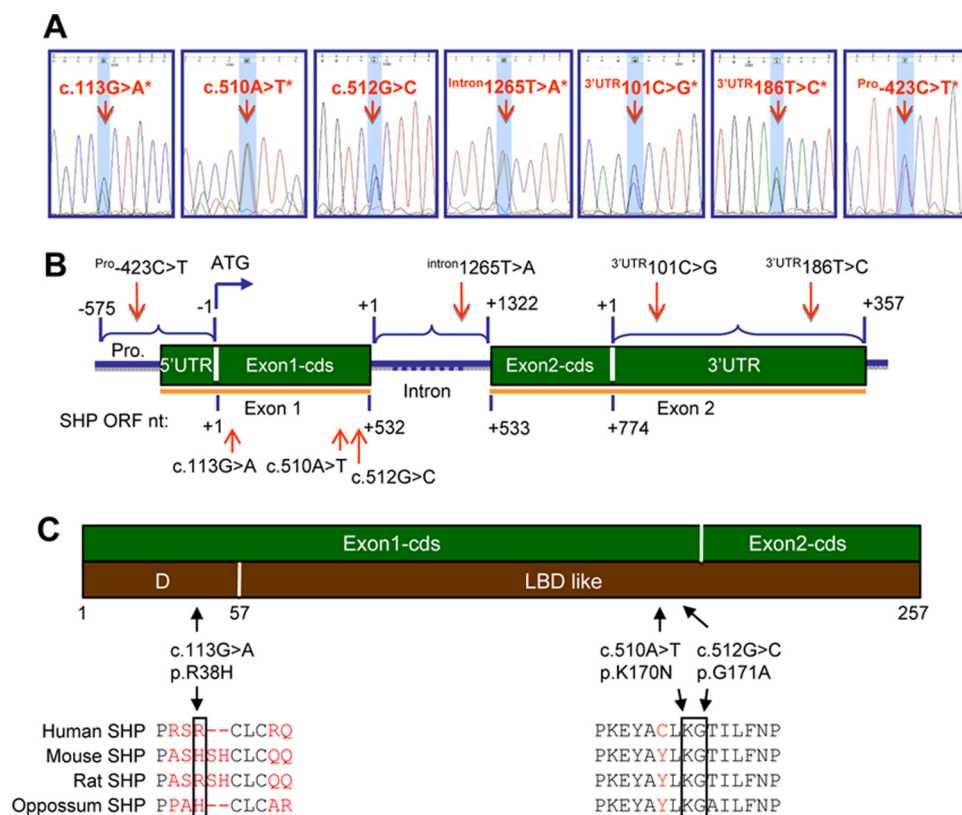 A
c.113G>A*
c.510A>T*
c.512G>C
Intron1265T>A*
3'UTR101C>G*
3'UTR186T>C*
Pro-423C>T*
B
Pro-423C>T
ATG
intron1265T>A
3'UTR101C>G
3'UTR186T>C
-575
-1
+1
+1322
+1
+357
Pro.
5'UTR
Exon1-cds
Intron
Exon2-cds
3'UTR
Exon 1
Exon 2
SHP ORF nt:
+1
+532
+533
+774
c.113G>A
c.510A>T
c.512G>C
C
Exon1-cds
Exon2-cds
D
LBD like
1
57
257
c.113G>A
p.R38H
c.510A>T
p.K170N
c.512G>C
p.G171A
Human SHP PRSR--CLCRQ PKEYACLKGTILFNP
Mouse SHP PASHSHCLCQQ PKEYAYLKGTILFNP
Rat SHP PASRSHCLCQQ PKEYAYLKGTILFNP
Oppossum SHP PPAH--CLCAR PKEYAYLKGAILFNP